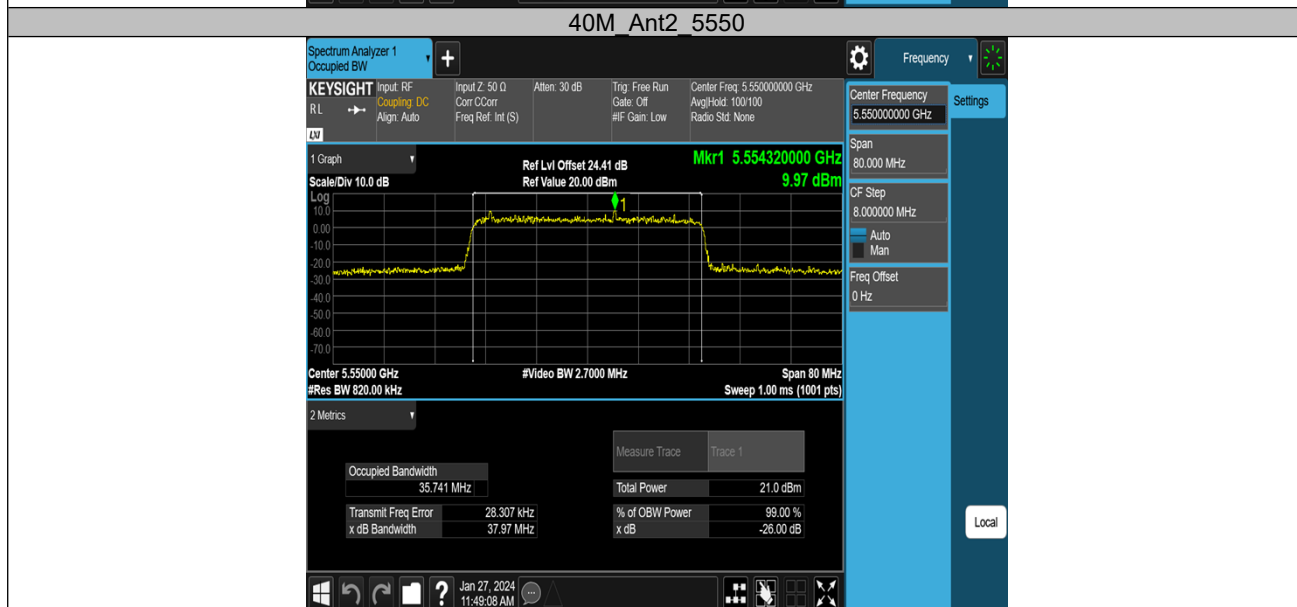 40M_Ant2_5550
Spectrum Analyzer 1
Occupied BW
+
Frequency
KEYSIGHT
RL
LXI
Input: RF
Coupling: DC
Align: Auto
Input Z: 50 Ω
Corr CCorr
Freq Ref: Int (S)
Atten: 30 dB
Trig: Free Run
Gate: Off
#IF Gain: Low
Center Freq: 5.550000000 GHz
Avg|Hold: 100/100
Radio Std: None
Center Frequency
5.550000000 GHz
Settings
Span
80.000 MHz
CF Step
8.000000 MHz
Auto
Man
Freq Offset
0 Hz
Local
1 Graph
Scale/Div 10.0 dB
Ref Lvl Offset 24.41 dB
Ref Value 20.00 dBm
Mkr1 5.554320000 GHz
9.97 dBm
Log
10.0
0.00
-10.0
-20.0
-30.0
-40.0
-50.0
-60.0
-70.0
1
Center 5.55000 GHz
#Res BW 820.00 kHz
#Video BW 2.7000 MHz
Span 80 MHz
Sweep 1.00 ms (1001 pts)
2 Metrics
Measure Trace Trace 1
Occupied Bandwidth
35.741 MHz
Total Power 21.0 dBm
Transmit Freq Error 28.307 kHz
% of OBW Power 99.00 %
x dB Bandwidth 37.97 MHz
x dB -26.00 dB
?
Jan 27, 2024
11:49:08 AM